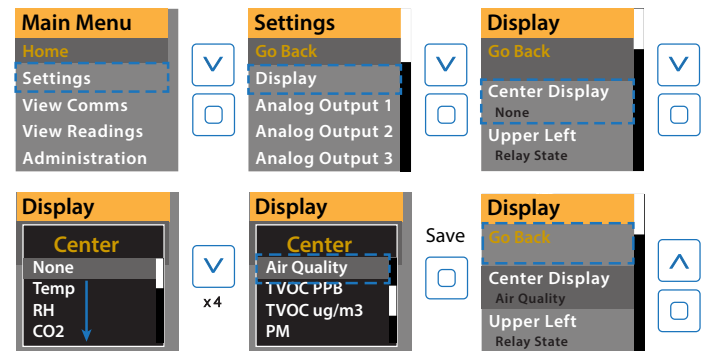 Main Menu
Home
Settings
View Comms
View Readings
Administration
Settings
Go Back
Display
Analog Output 1
Analog Output 2
Analog Output 3
Display
Go Back
Center Display
None
Upper Left
Relay State
Display
Center
None
Temp
RH
CO2
x4
Display
Center
Air Quality
TVOC PPB
TVOC ug/m3
PM
Save
Display
Go Back
Center Display
Air Quality
Upper Left
Relay State